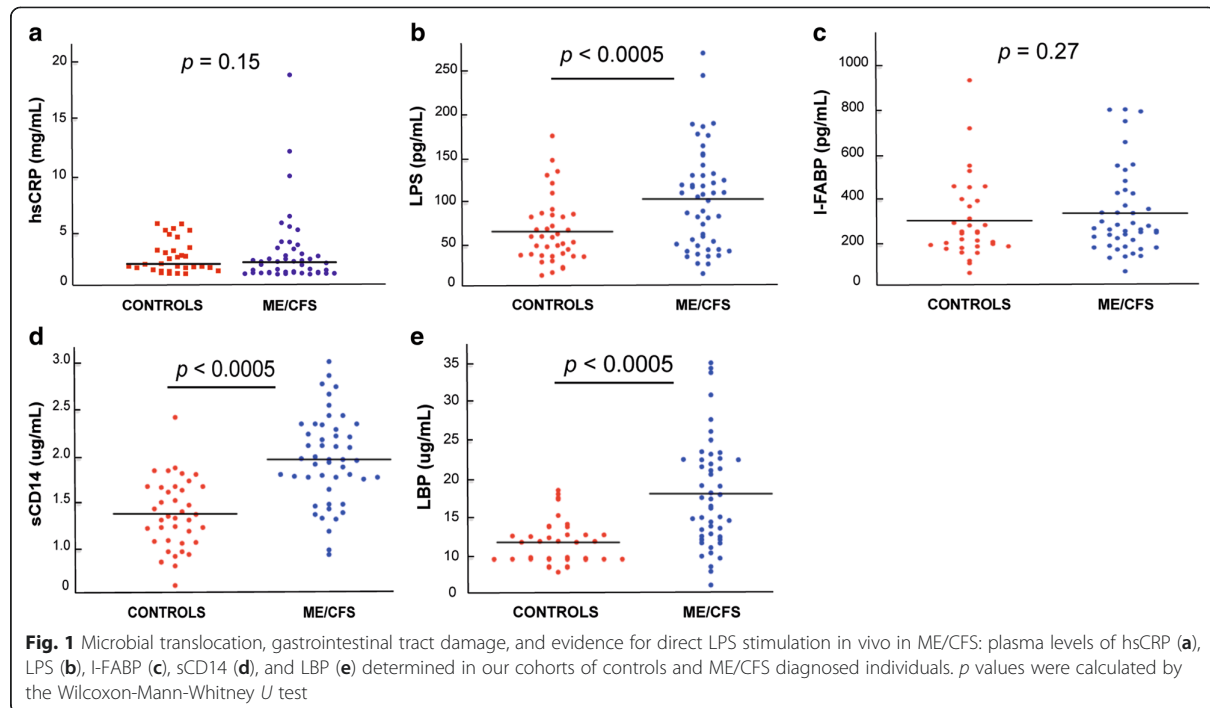 a
hsCRP (mg/mL)
20
15
10
5
0
p = 0.15
CONTROLS
ME/CFS
b
LPS (pg/mL)
250
200
150
100
50
0
p < 0.0005
CONTROLS
ME/CFS
c
I-FABP (pg/mL)
1000
800
600
400
200
0
p = 0.27
CONTROLS
ME/CFS
d
sCD14 (ug/mL)
3.0
2.5
2.0
1.5
1.0
0
p < 0.0005
CONTROLS
ME/CFS
e
LBP (ug/mL)
35
30
25
20
15
10
0
p < 0.0005
CONTROLS
ME/CFS
Fig. 1 Microbial translocation, gastrointestinal tract damage, and evidence for direct LPS stimulation in vivo in ME/CFS: plasma levels of hsCRP (a),
LPS (b), I-FABP (c), sCD14 (d), and LBP (e) determined in our cohorts of controls and ME/CFS diagnosed individuals. p values were calculated by
the Wilcoxon-Mann-Whitney U test